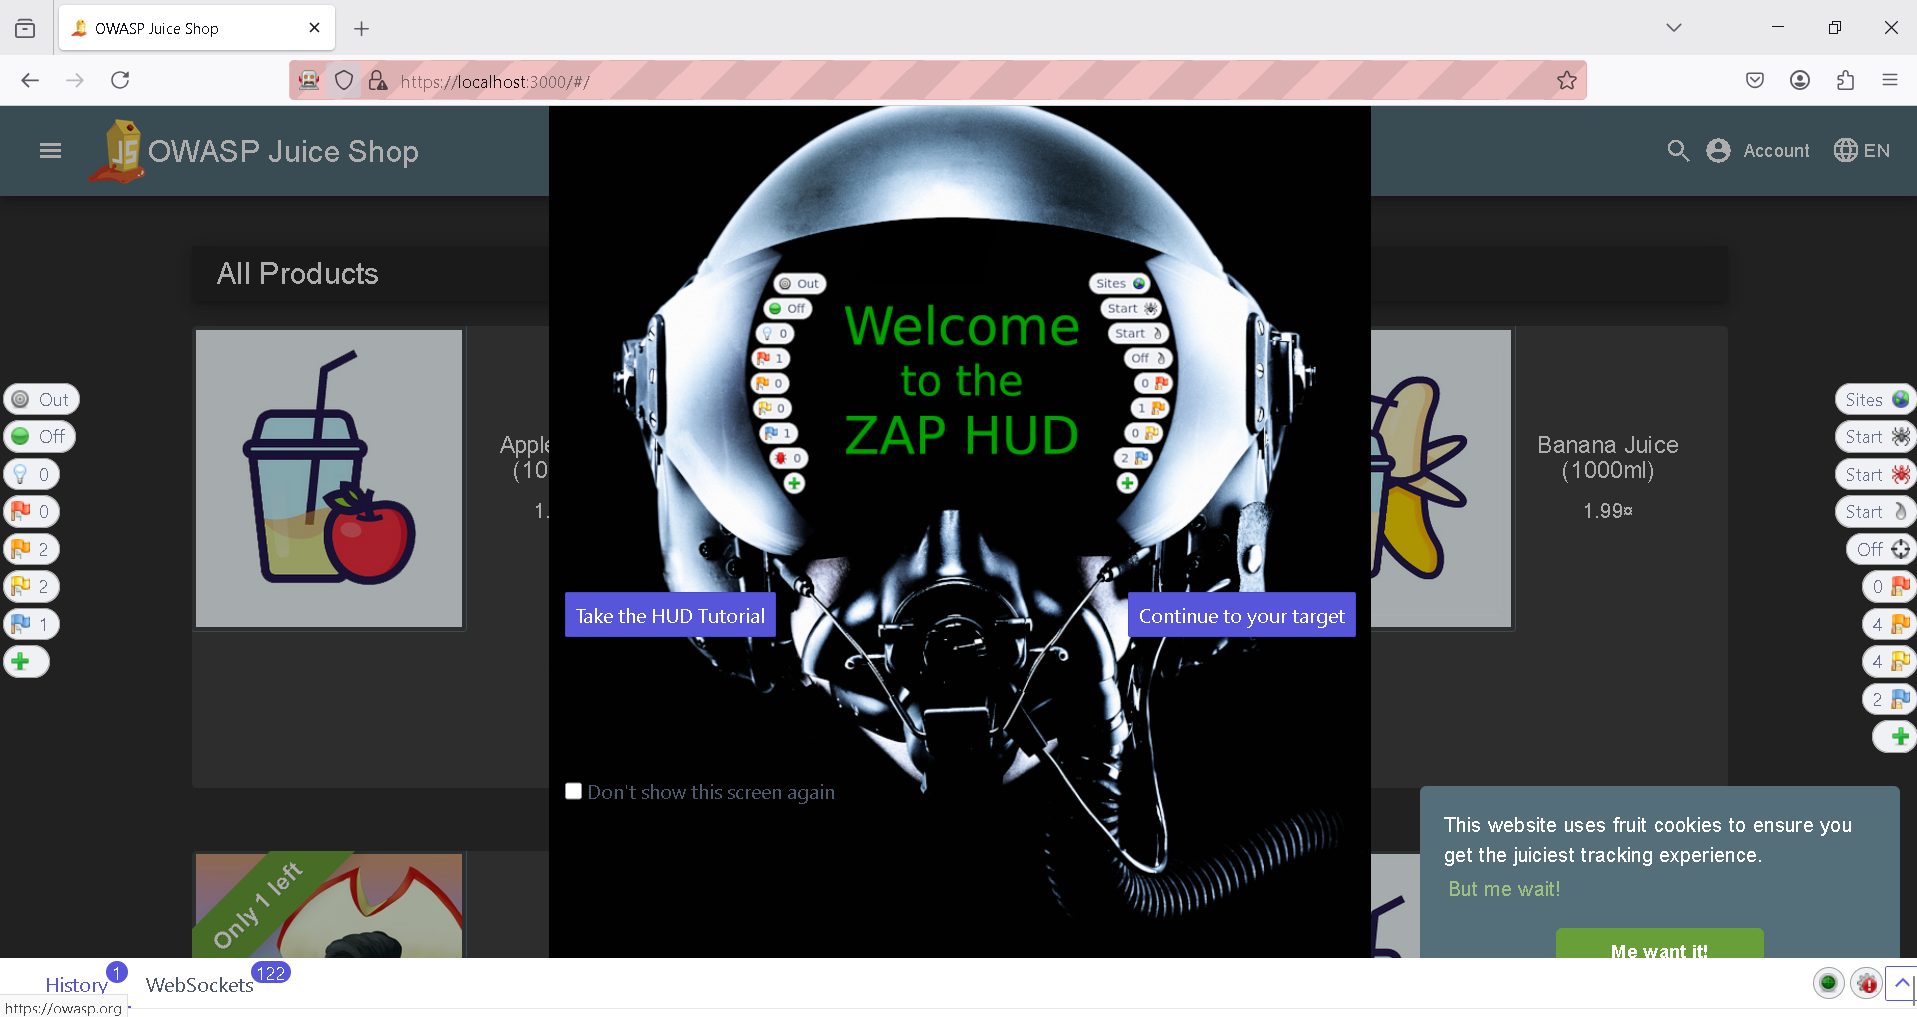 OWASP Juice Shop
https://localhost:3000/#/
OWASP Juice Shop
Account
EN
All Products
Out
Off
0
0
2
2
1
Apple
(10
1.
Out
Off
0
1
0
0
1
0
Welcome
to the
ZAP HUD
Sites
Start
Start
Off
0
1
0
2
Take the HUD Tutorial
Continue to your target
Don't show this screen again
Banana Juice
(1000ml)
1.99¤
Sites
Start
Start
Start
Off
0
4
4
2
Only 1 left
This website uses fruit cookies to ensure you
get the juiciest tracking experience.
But me wait!
Me want it!
History 1
WebSockets 122
https://owasp.org